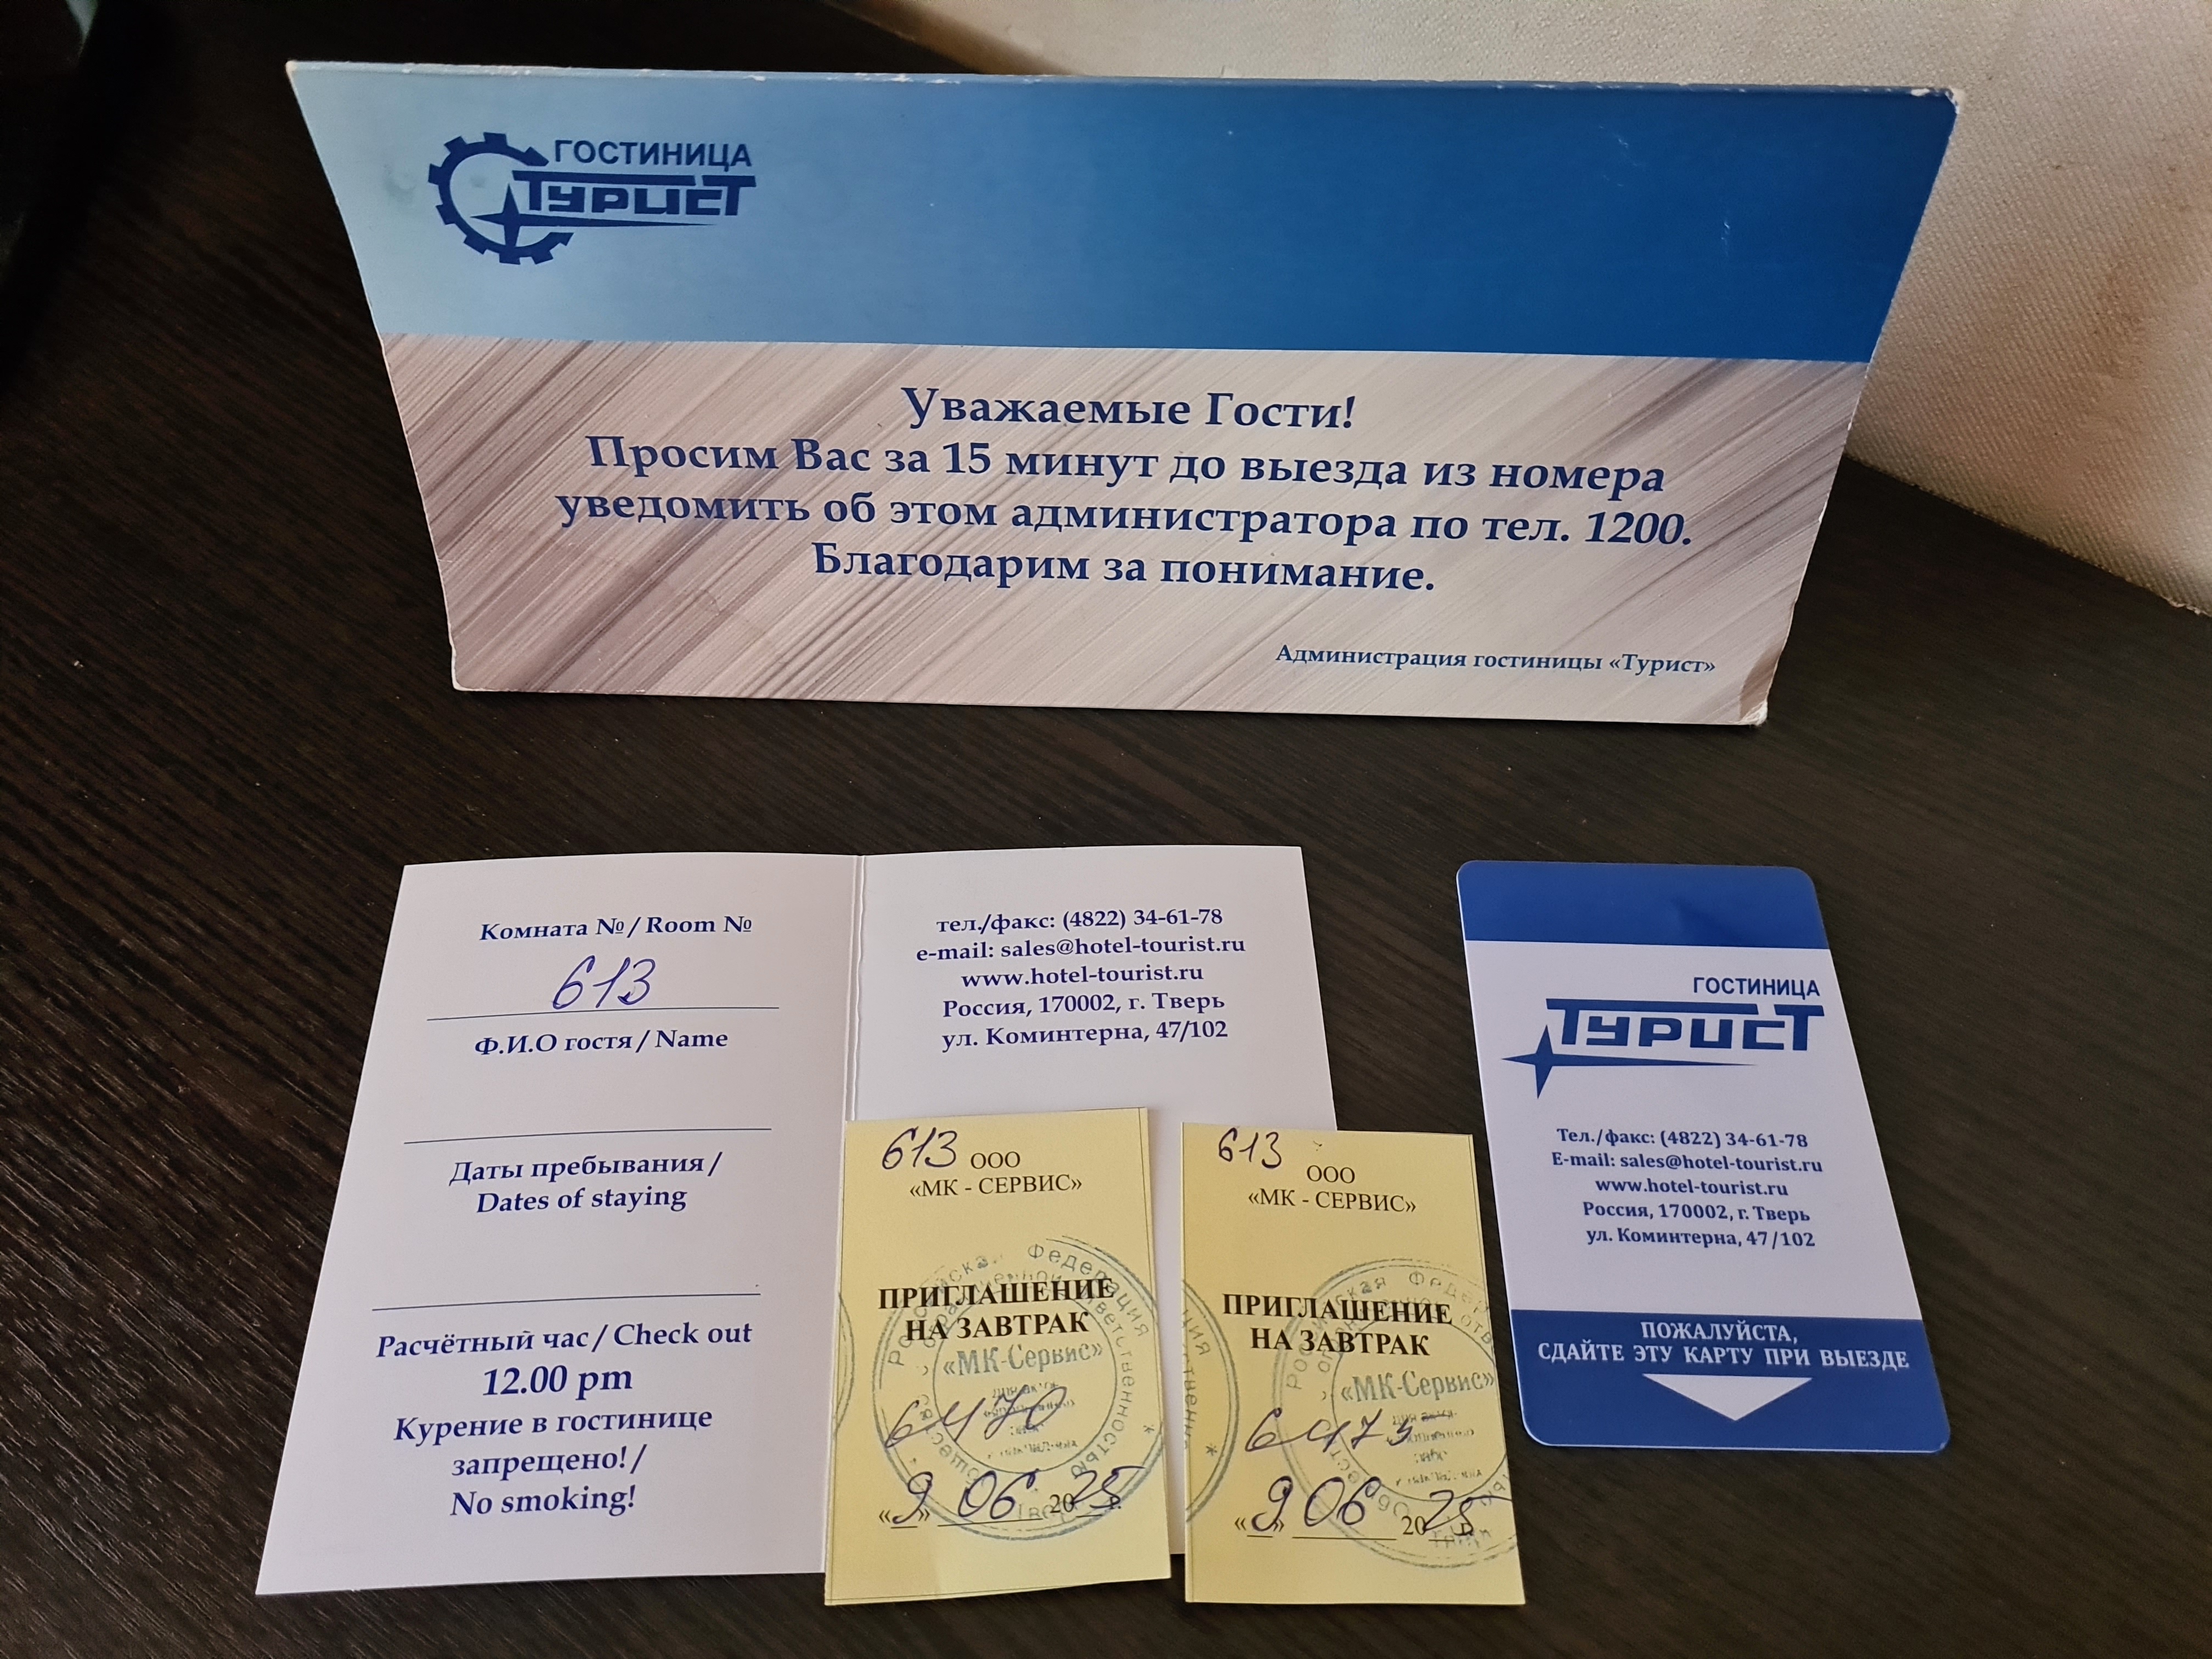 ГОСТИНИЦА
ТУРИСТ
Уважаемые Гости!
Просим Вас за 15 минут до выезда из номера
уведомить об этом администратора по тел. 1200.
Благодарим за понимание.
Администрация гостиницы «Турист»
Комната № / Room №
613
Ф.И.О гостя / Name
Даты пребывания /
Dates of staying
Расчётный час / Check out
12.00 pm
Курение в гостинице
запрещено! /
No smoking!
тел./факс: (4822) 34-61-78
e-mail: sales@hotel-tourist.ru
www.hotel-tourist.ru
Россия, 170002, г. Тверь
ул. Коминтерна, 47/102
613 ООО
«МК - СЕРВИС»
ПРИГЛАШЕНИЕ
НА ЗАВТРАК
Российская Федерация
«МК-Сервис»
6470
«9» 06 2025 г.
613
ООО
«МК - СЕРВИС»
ПРИГЛАШЕНИЕ
НА ЗАВТРАК
«МК-Сервис»
«9» 06 2025
ГОСТИНИЦА
ТУРИСТ
Тел./факс: (4822) 34-61-78
E-mail: sales@hotel-tourist.ru
www.hotel-tourist.ru
Россия, 170002, г. Тверь
ул. Коминтерна, 47/102
ПОЖАЛУЙСТА,
СДАЙТЕ ЭТУ КАРТУ ПРИ ВЫЕЗДЕ